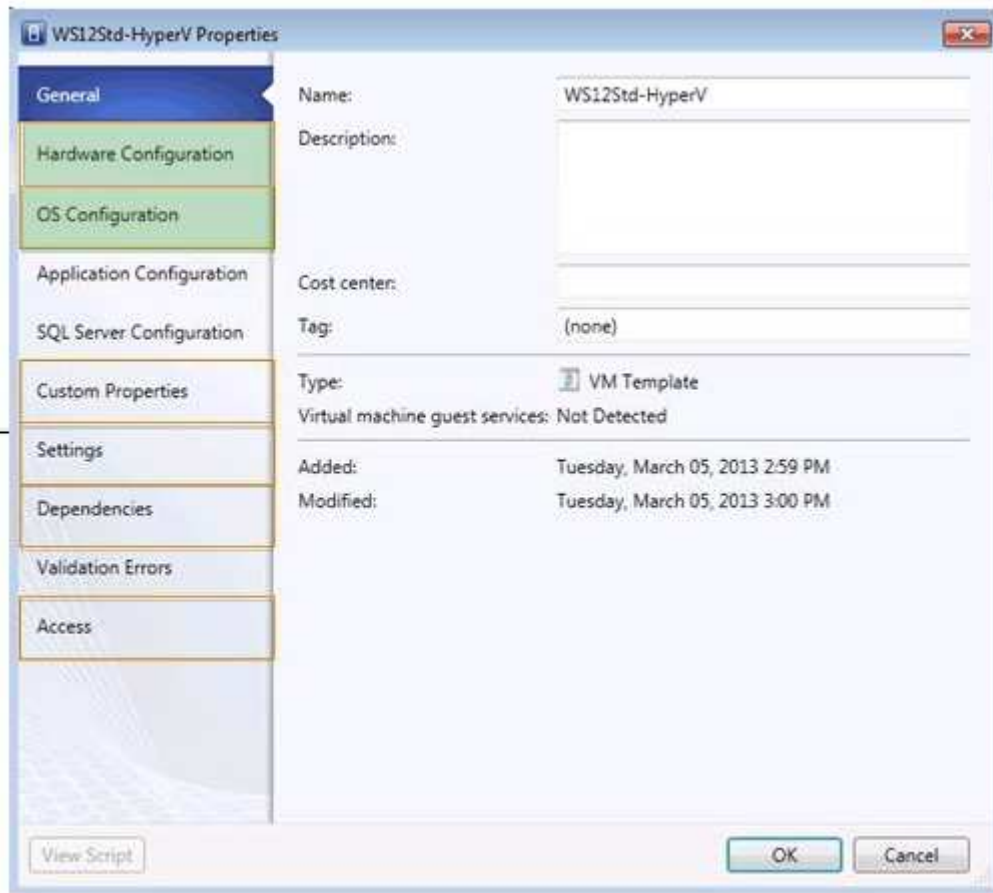 WS12Std-HyperV Properties
General
Hardware Configuration
OS Configuration
Application Configuration
SQL Server Configuration
Custom Properties
Settings
Dependencies
Validation Errors
Access
Name: WS12Std-HyperV
Description:
Cost center:
Tag: (none)
Type: VM Template
Virtual machine guest services: Not Detected
Added: Tuesday, March 05, 2013 2:59 PM
Modified: Tuesday, March 05, 2013 3:00 PM
View Script
OK
Cancel